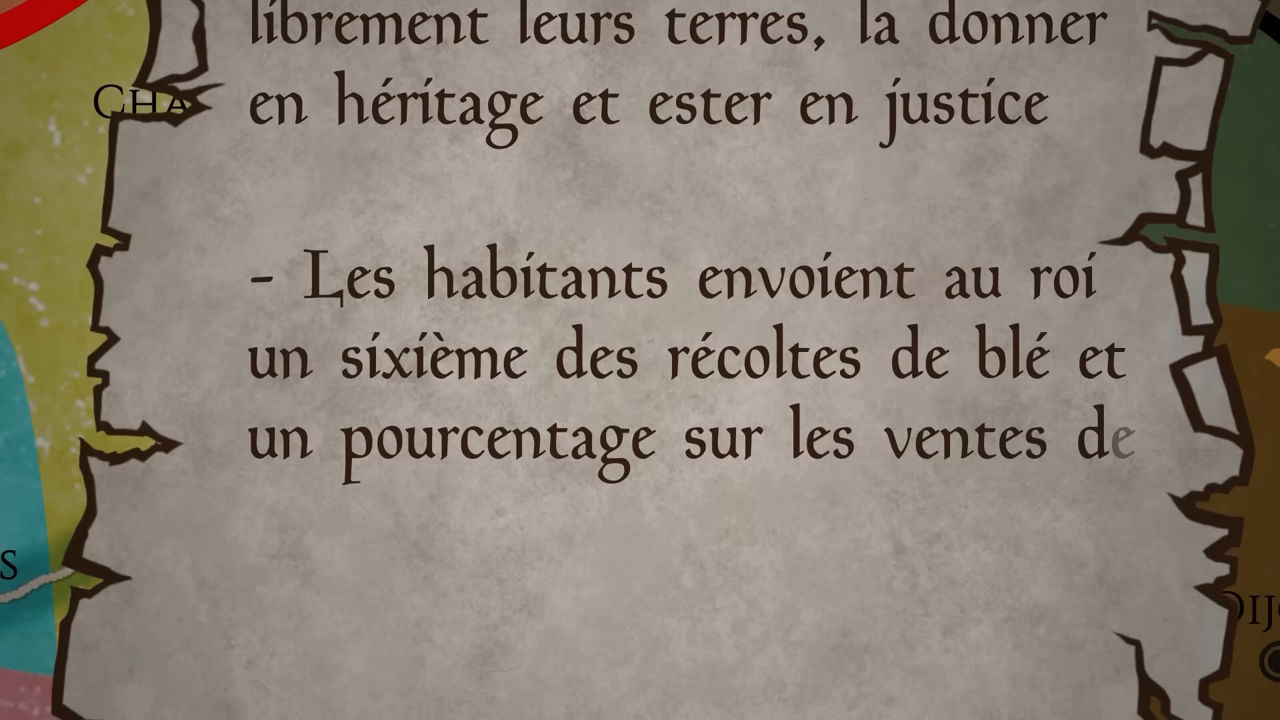 librement leurs terres, la donner
en héritage et ester en justice
- Les habitants envoient au roi
un sixième des récoltes de blé et
un pourcentage sur les ventes de